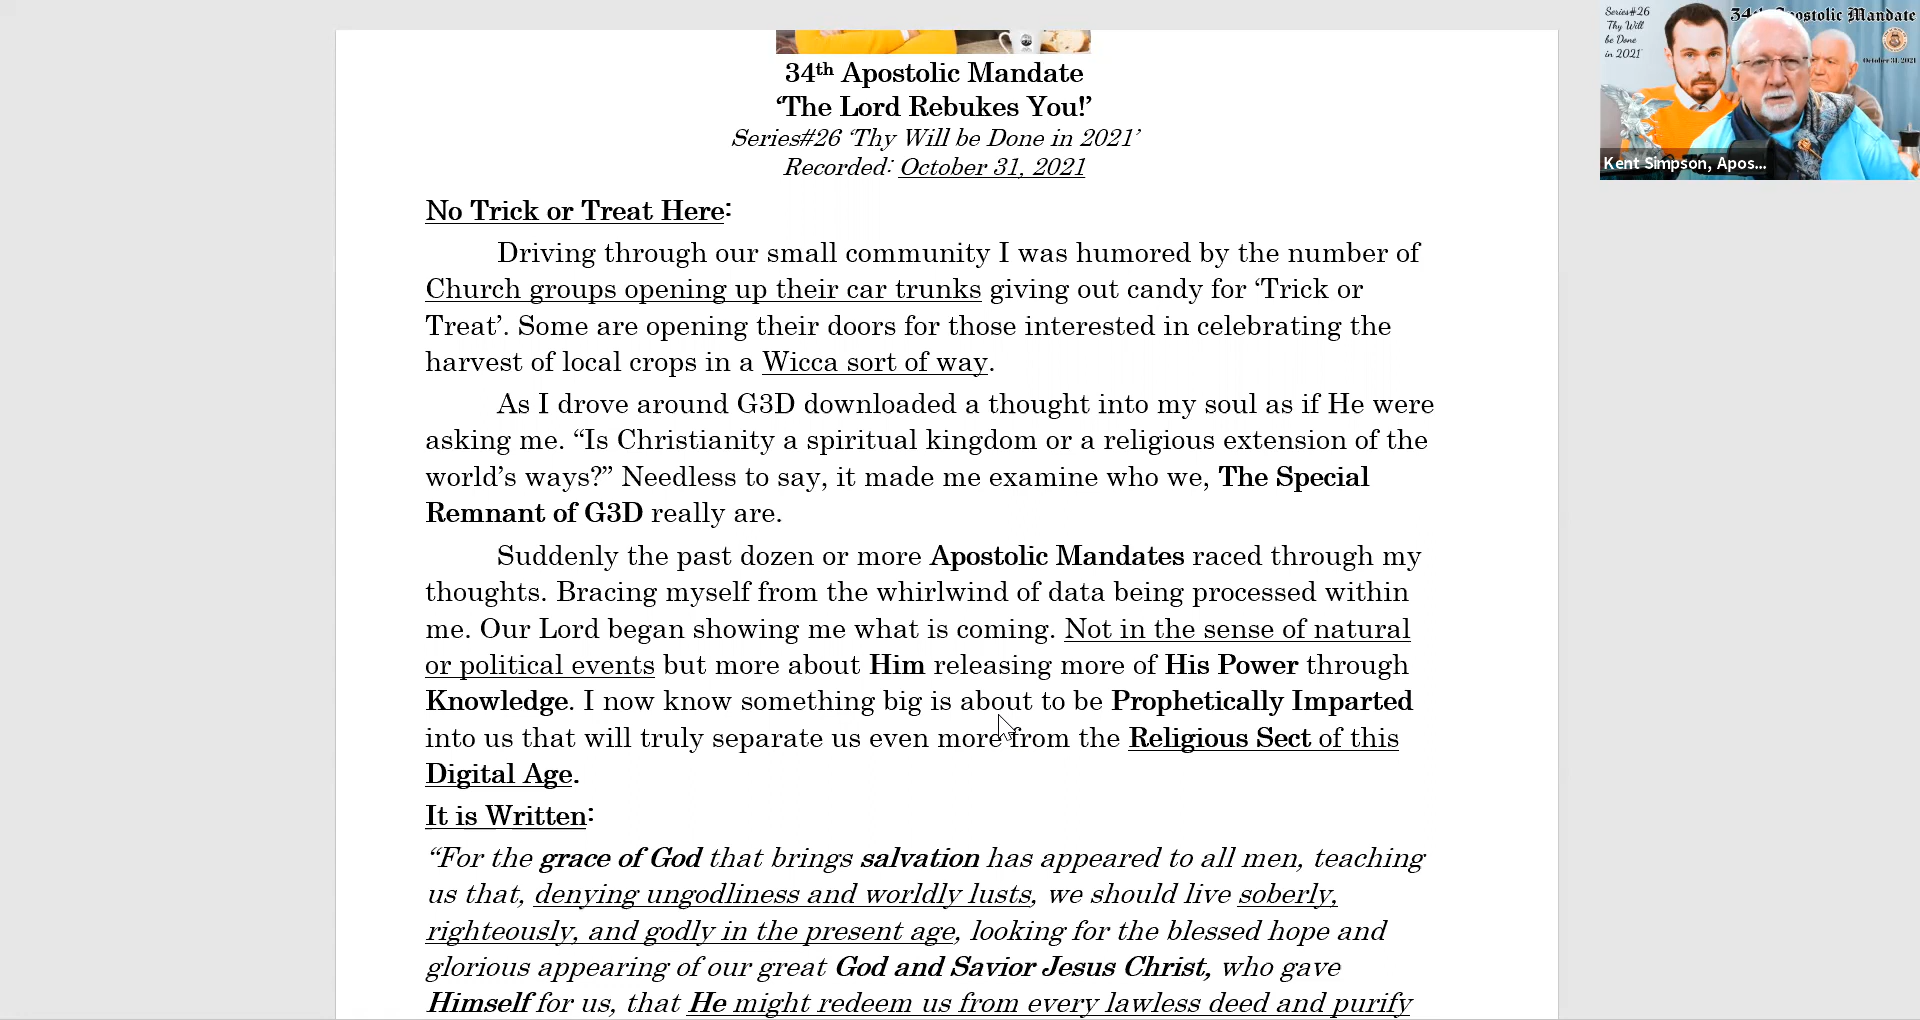 34th Apostolic Mandate
‘The Lord Rebukes You!’
Series#26 ‘Thy Will be Done in 2021’
Recorded: October 31, 2021
No Trick or Treat Here:
Driving through our small community I was humored by the number of
Church groups opening up their car trunks giving out candy for ‘Trick or
Treat’. Some are opening their doors for those interested in celebrating the
harvest of local crops in a Wicca sort of way.
As I drove around G3D downloaded a thought into my soul as if He were
asking me. “Is Christianity a spiritual kingdom or a religious extension of the
world’s ways?” Needless to say, it made me examine who we, The Special
Remnant of G3D really are.
Suddenly the past dozen or more Apostolic Mandates raced through my
thoughts. Bracing myself from the whirlwind of data being processed within
me. Our Lord began showing me what is coming. Not in the sense of natural
or political events but more about Him releasing more of His Power through
Knowledge. I now know something big is about to be Prophetically Imparted
into us that will truly separate us even more from the Religious Sect of this
Digital Age.
It is Written:
“For the grace of God that brings salvation has appeared to all men, teaching
us that, denying ungodliness and worldly lusts, we should live soberly,
righteously, and godly in the present age, looking for the blessed hope and
glorious appearing of our great God and Savior Jesus Christ, who gave
Himself for us, that He might redeem us from every lawless deed and purify
Series#26
'Thy Will
be Done
in 2021'
34th Apostolic Mandate
October 31, 2021
Kent Simpson, Apos...